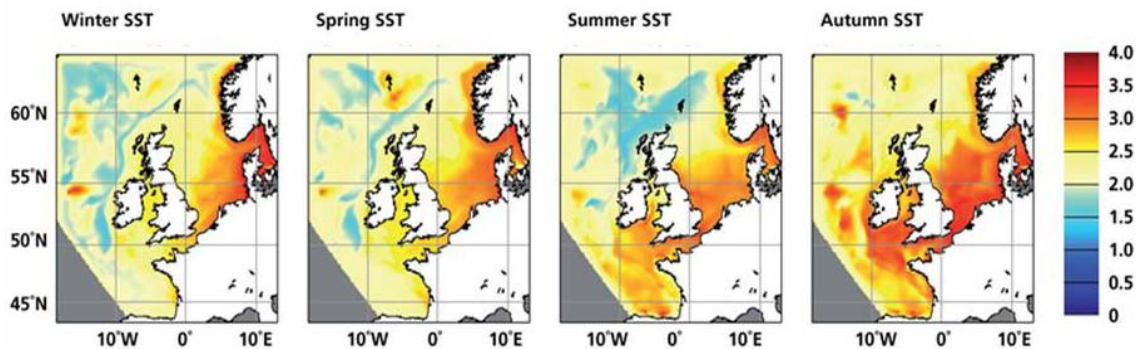 Winter SST
Spring SST
Summer SST
Autumn SST
60°N
55°N
50°N
45°N
10°W 0° 10°E
10°W 0° 10°E
10°W 0° 10°E
10°W 0° 10°E
4.0
3.5
3.0
2.5
2.0
1.5
1.0
0.5
0